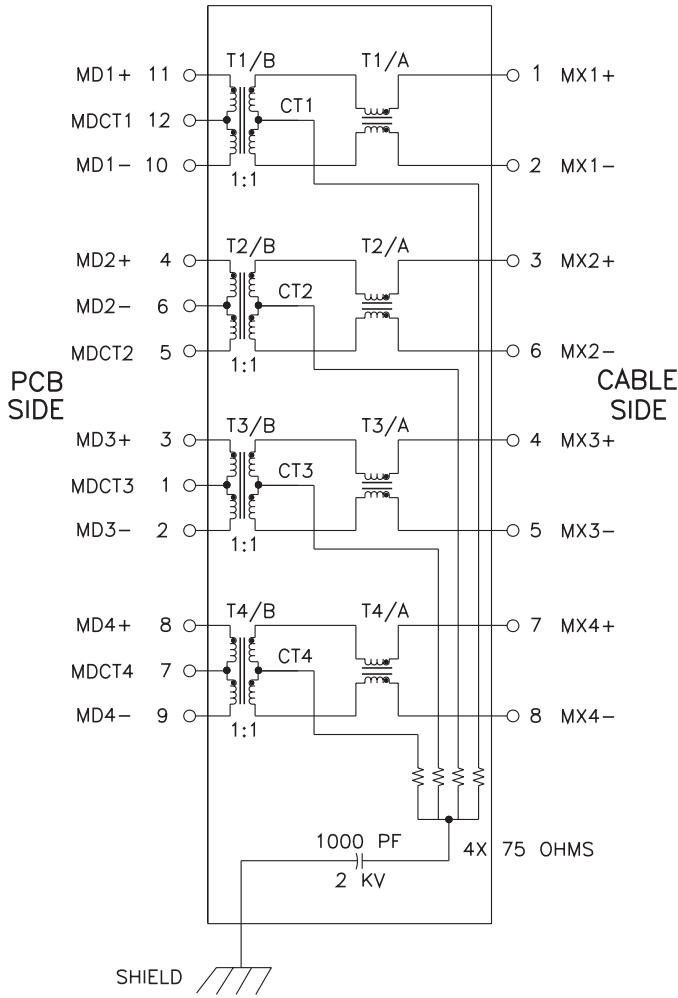 T1/B T1/A
MD1+ 11 1 MX1+
CT1
MDCT1 12
MD1- 10 2 MX1-
1:1
T2/B T2/A
MD2+ 4 3 MX2+
CT2
MD2- 6
MDCT2 5 6 MX2-
1:1
PCB SIDE
CABLE SIDE
T3/B T3/A
MD3+ 3 4 MX3+
CT3
MDCT3 1
MD3- 2 5 MX3-
1:1
T4/B T4/A
MD4+ 8 7 MX4+
CT4
MDCT4 7
MD4- 9 8 MX4-
1:1
1000 PF
4X 75 OHMS
2 KV
SHIELD